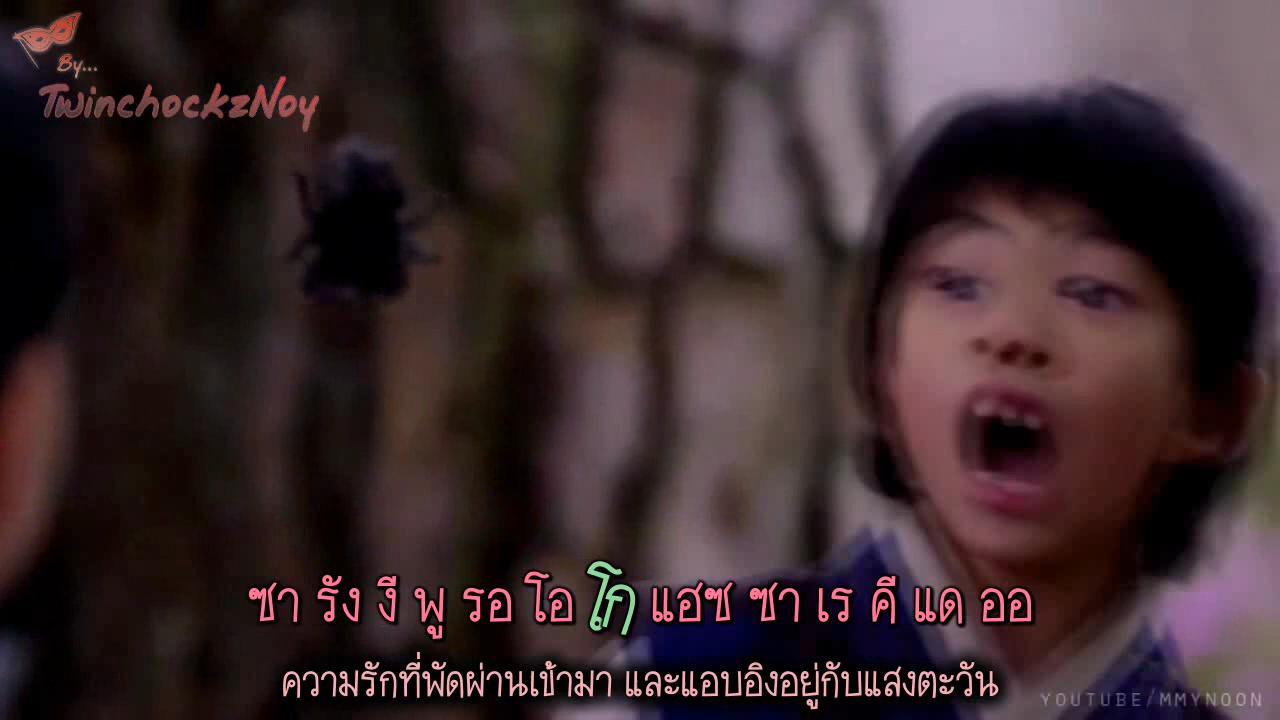 By...
TwinchockzNoy
ซา รัง งี พู รอ โอ โก แฮซ ซา เร คี แด ออ
ความรักที่พัดผ่านเข้ามา และแอบอิงอยู่กับแสงตะวัน
YOUTUBE/MMYNOON